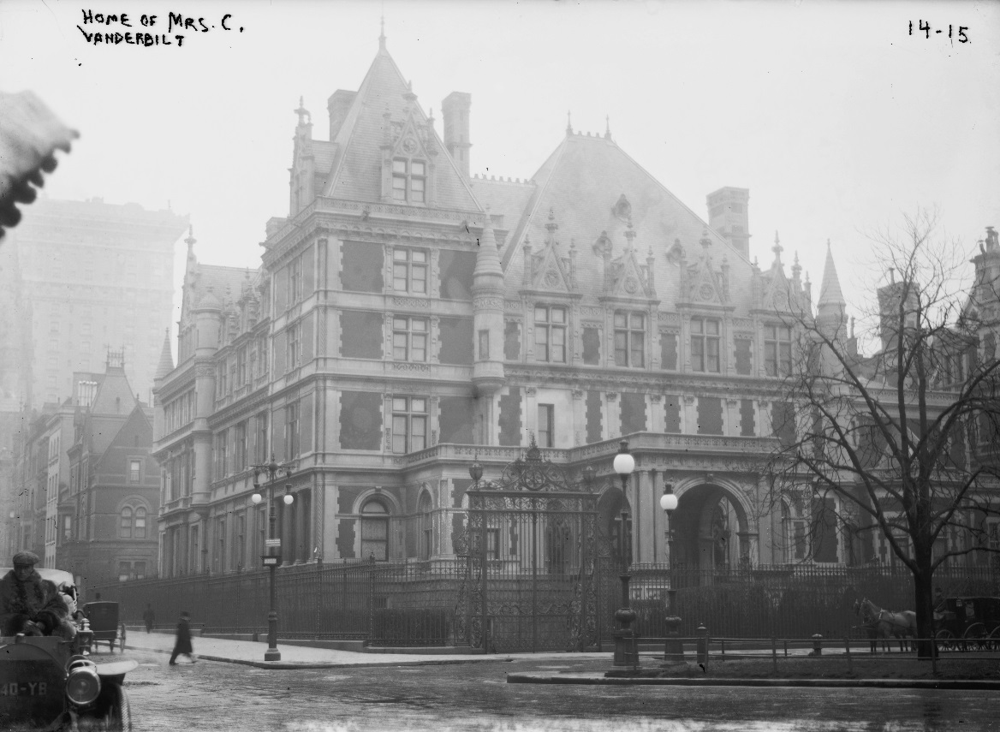 HOME OF MRS. C.
VANDERBILT
14-15
40-YB